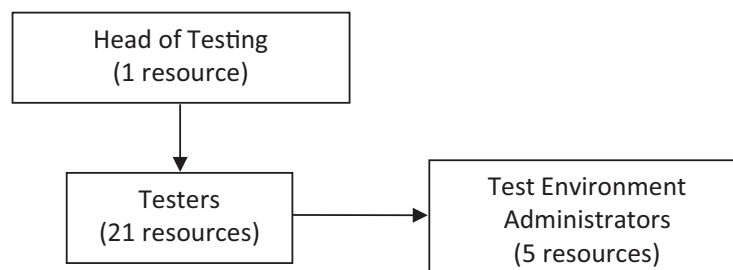 Head of Testing
(1 resource)
Testers
(21 resources)
Test Environment
Administrators
(5 resources)